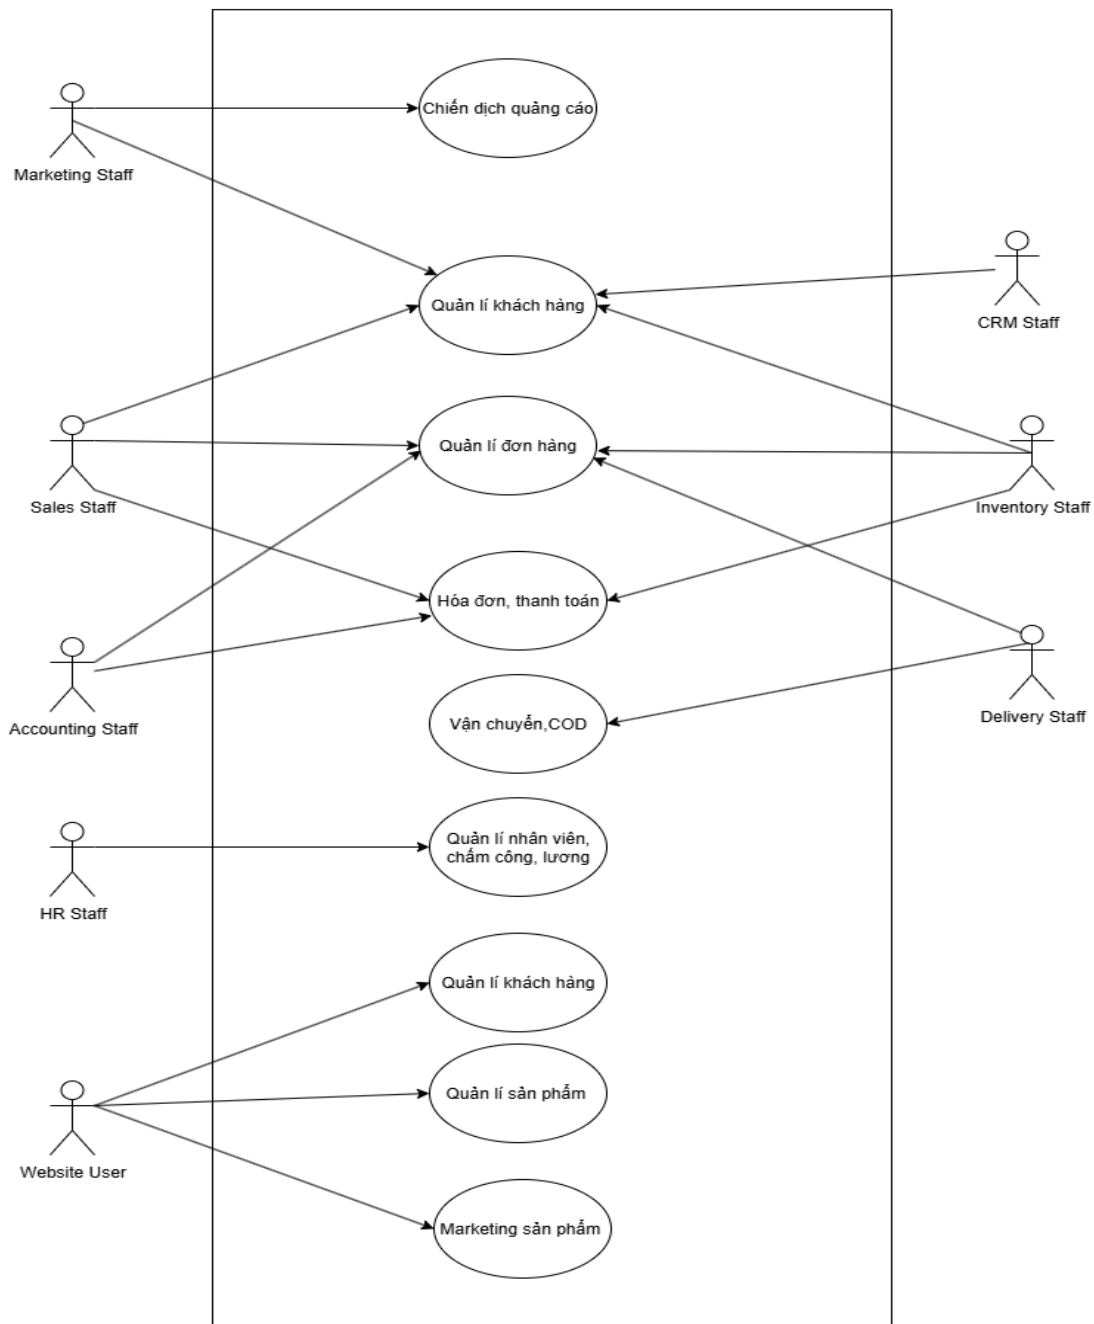 Chiến dịch quảng cáo
Marketing Staff
Quản lí khách hàng
CRM Staff
Quản lí đơn hàng
Sales Staff
Inventory Staff
Hóa đơn, thanh toán
Vận chuyển,COD
Accounting Staff
Delivery Staff
Quản lí nhân viên,
chấm công, lương
HR Staff
Quản lí khách hàng
Quản lí sản phẩm
Website User
Marketing sản phẩm